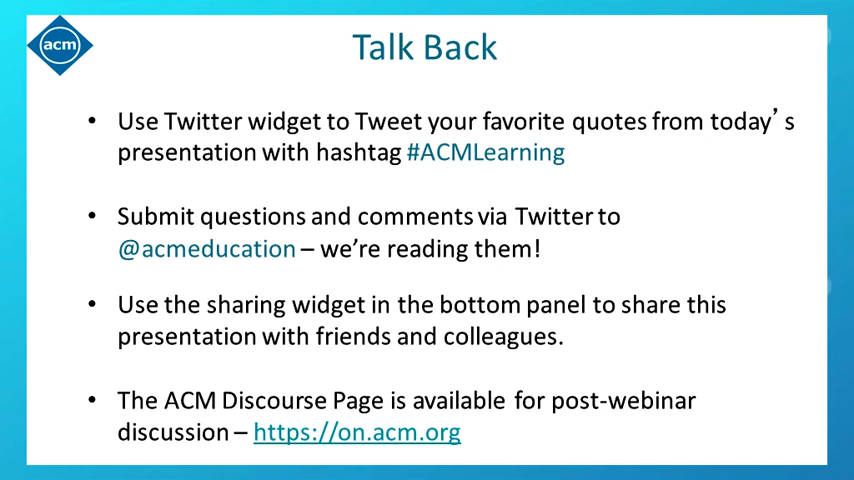 acm
Talk Back
• Use Twitter widget to Tweet your favorite quotes from today’s
presentation with hashtag #ACMLearning
• Submit questions and comments via Twitter to
@acmeducation – we’re reading them!
• Use the sharing widget in the bottom panel to share this
presentation with friends and colleagues.
• The ACM Discourse Page is available for post-webinar
discussion – https://on.acm.org